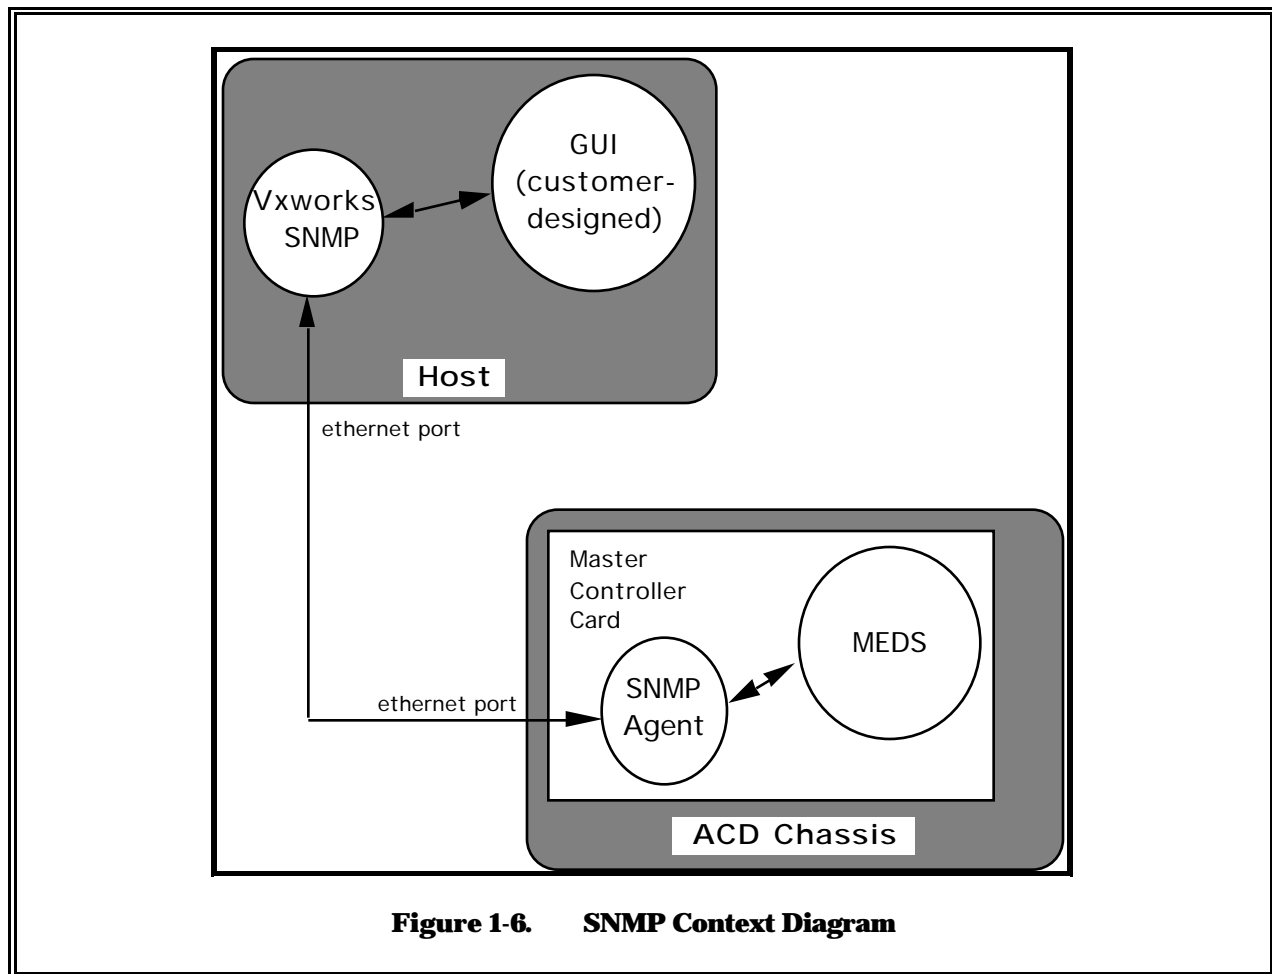 GUI
(customer-
designed)
Vxworks
SNMP
Host
ethernet port
Master
Controller
Card
MEDS
SNMP
Agent
ethernet port
ACD Chassis
Figure 1-6. SNMP Context Diagram